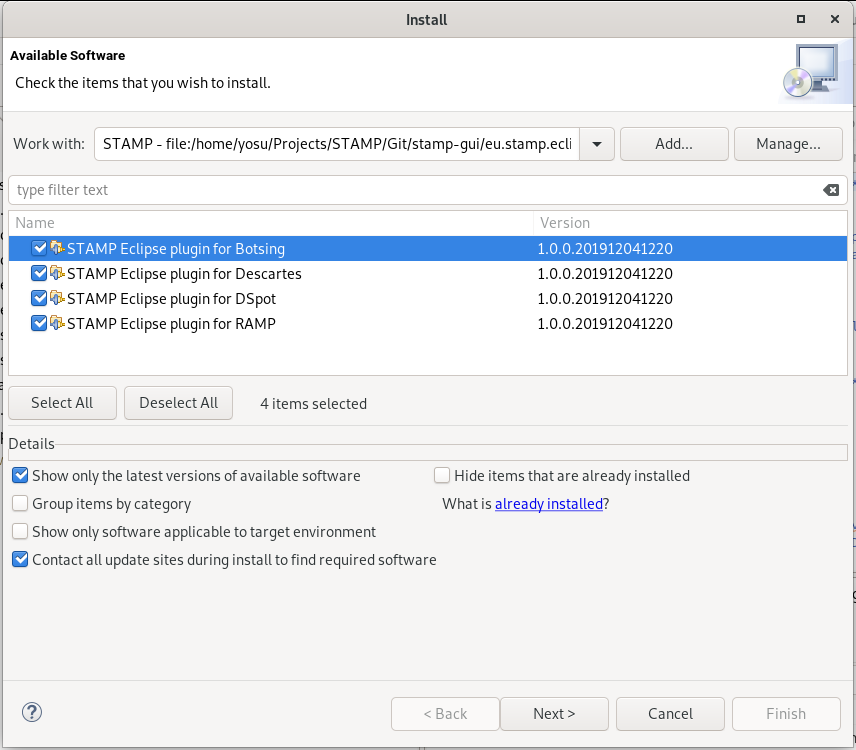 Install
Available Software
Check the items that you wish to install.
Work with: STAMP - file:/home/yosu/Projects/STAMP/Git/stamp-gui/eu.stamp.ecli Add... Manage...
type filter text
Name Version
STAMP Eclipse plugin for Botsing 1.0.0.201912041220
STAMP Eclipse plugin for Descartes 1.0.0.201912041220
STAMP Eclipse plugin for DSpot 1.0.0.201912041220
STAMP Eclipse plugin for RAMP 1.0.0.201912041220
Select All Deselect All 4 items selected
Details
Show only the latest versions of available software Hide items that are already installed
Group items by category What is already installed?
Show only software applicable to target environment
Contact all update sites during install to find required software
? < Back Next > Cancel Finish